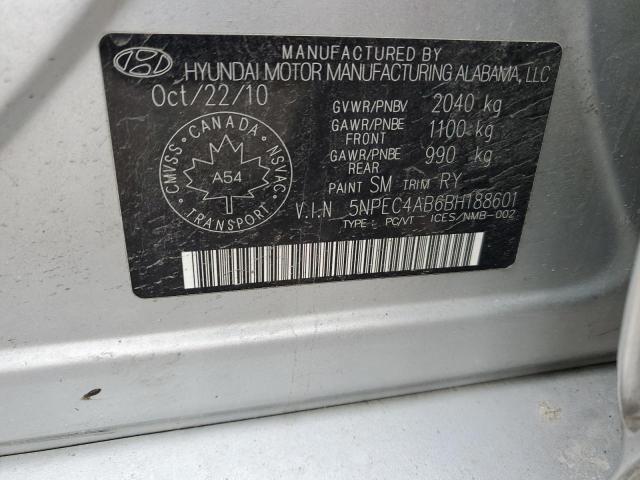 MANUFACTURED BY
HYUNDAI MOTOR MANUFACTURING ALABAMA, LLC
Oct/22/10
GVWR/PNBV 2040 kg
GAWR/PNBE FRONT 1100 kg
GAWR/PNBE REAR 990 kg
CANADA
CMVSS NSVAC
A54
TRANSPORT
PAINT SM TRIM RY
V.I.N 5NPEC4AB6BH188601
TYPE : PC/VT ICES/NMB-002